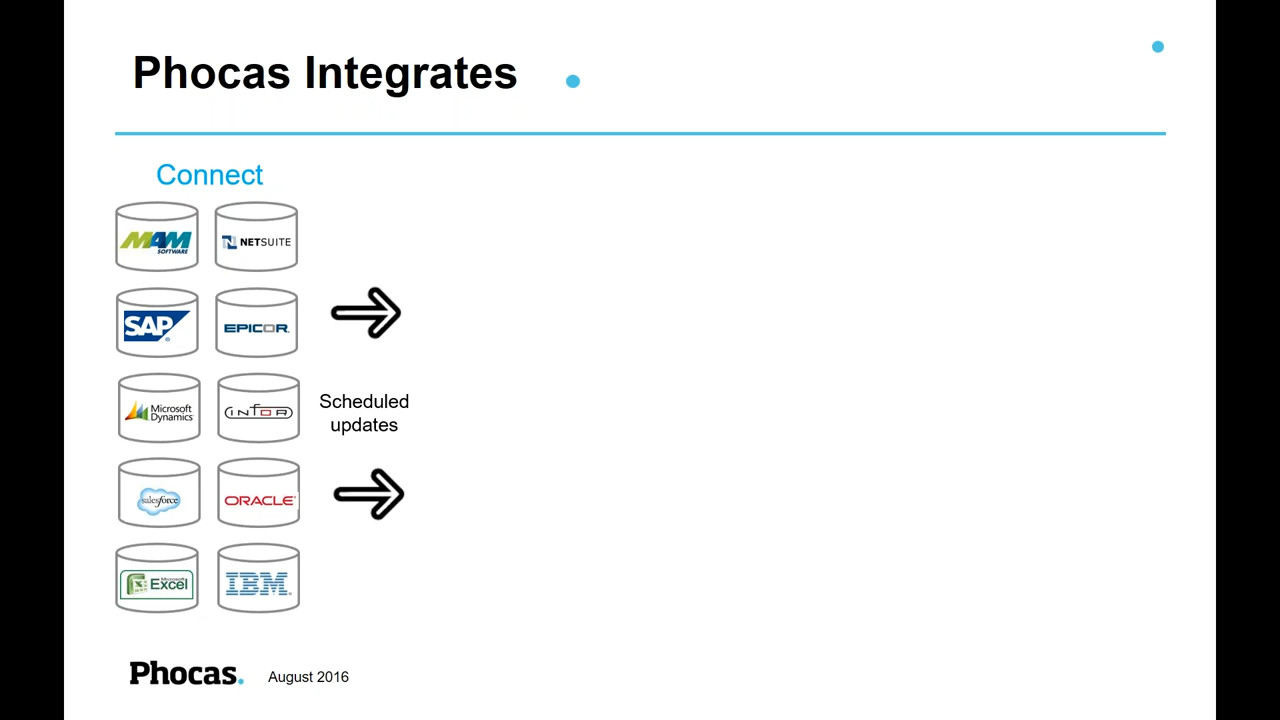 Phocas Integrates
Connect
MAM
SOFTWARE
NETSUITE
SAP
EPICOR
Microsoft
Dynamics
infor
Scheduled
updates
salesforce
ORACLE
Microsoft
Excel
IBM
Phocas.
August 2016